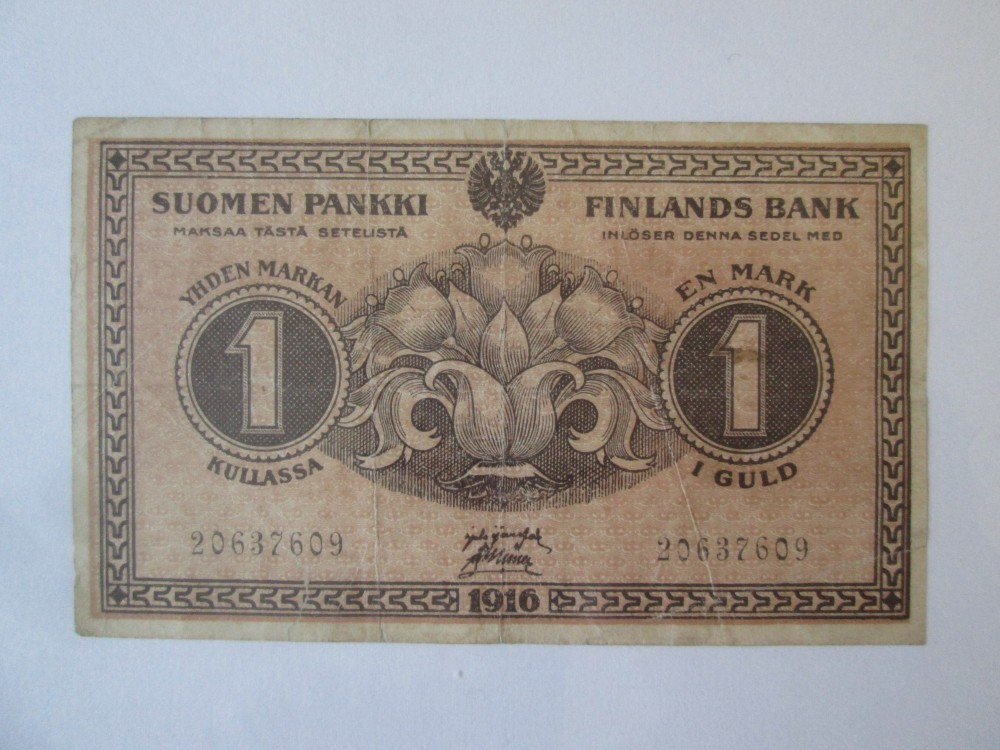 SUOMEN PANKKI
MAKSAA TÄSTÄ SETELISTÄ
YHDEN MARKAN
1
KULLASSA
20637609
FINLANDS BANK
INLÖSER DENNA SEDEL MED
EN MARK
1
I GULD
20637609
1916